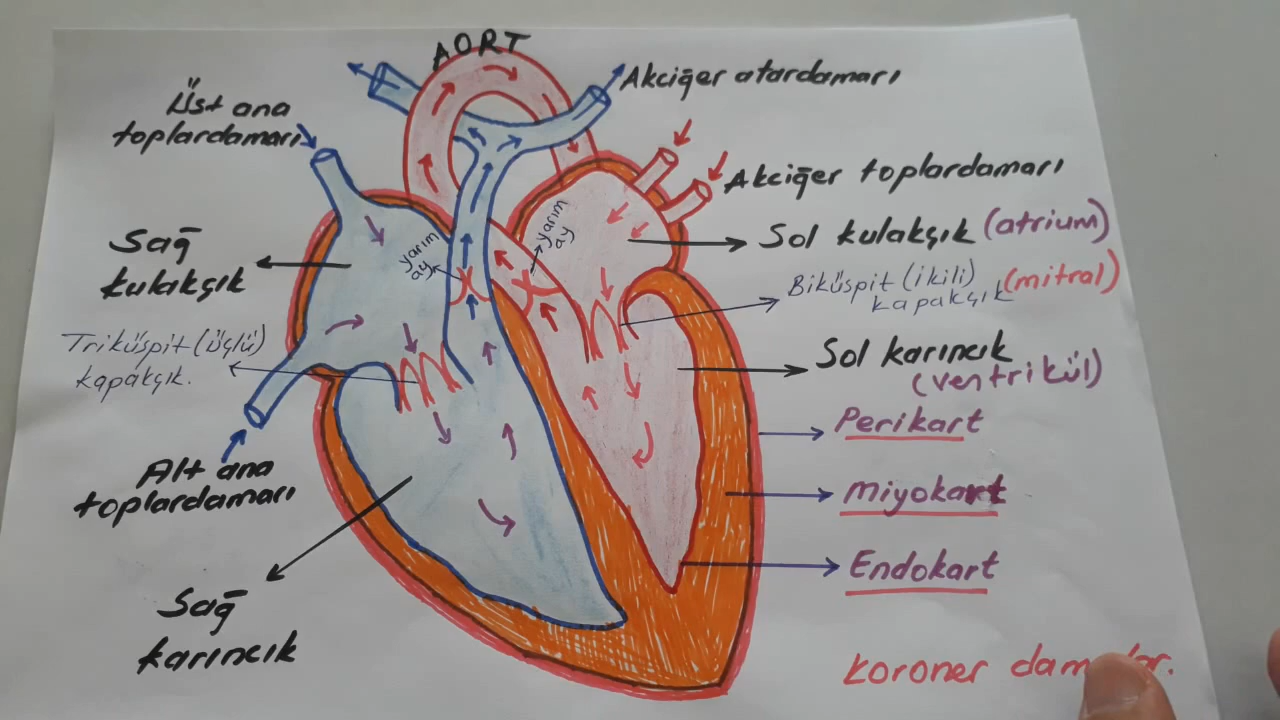 AORT
Akciğer atardamarı
Üst ana
toplardamarı
Akciğer toplardamarı
yarım
ay
yarım
ay
Sağ
kulakçık
Sol kulakçık (atrium)
Biküspit (ikili) (mitral)
kapakçık
Triküspit (üçlü)
kapakçık.
Sol karıncık
(ventrikül)
Perikart
Alt ana
toplardamarı
Miyokart
Endokart
Sağ
karıncık
Koroner